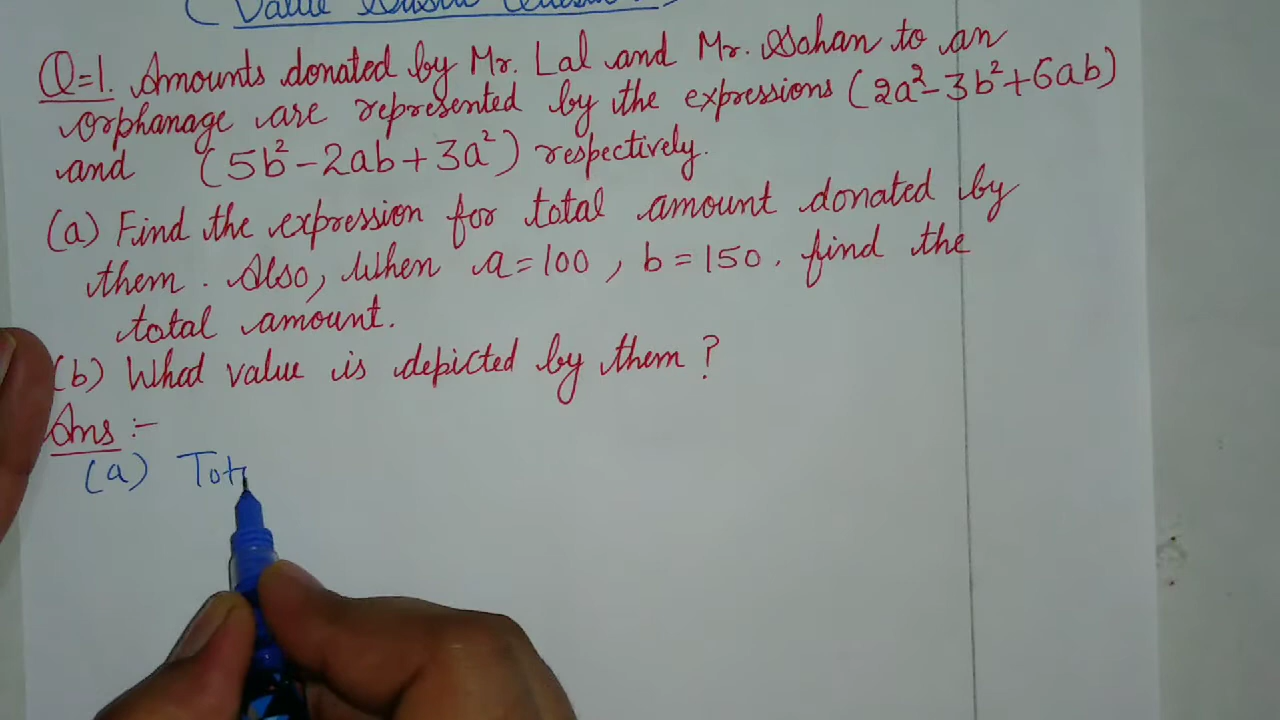 (Value
Q=1. Amounts donated by Mr. Lal and Mr. Sohan to an
orphanage are represented by the expressions (2a²-3b²+6ab)
and (5b²-2ab+3a²) respectively.
(a) Find the expression for total amount donated by
them. Also, when a=100, b=150. find the
total amount.
(b) What value is depicted by them?
Ans :-
(a) Tot